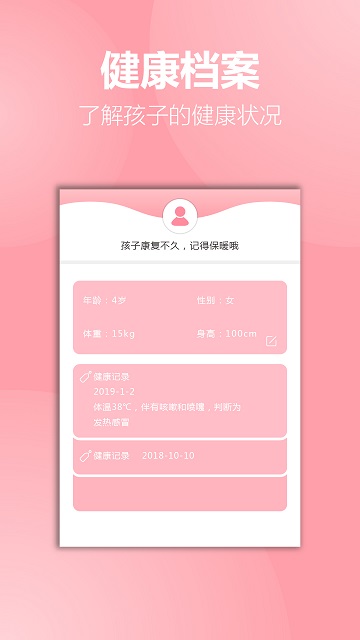 健康档案
了解孩子的健康状况
孩子康复不久，记得保暖哦
年龄：4岁 性别：女
体重：15kg 身高：100cm
健康记录
2019-1-2
体温38℃，伴有咳嗽和喷嚏，判断为
发热感冒
健康记录 2018-10-10